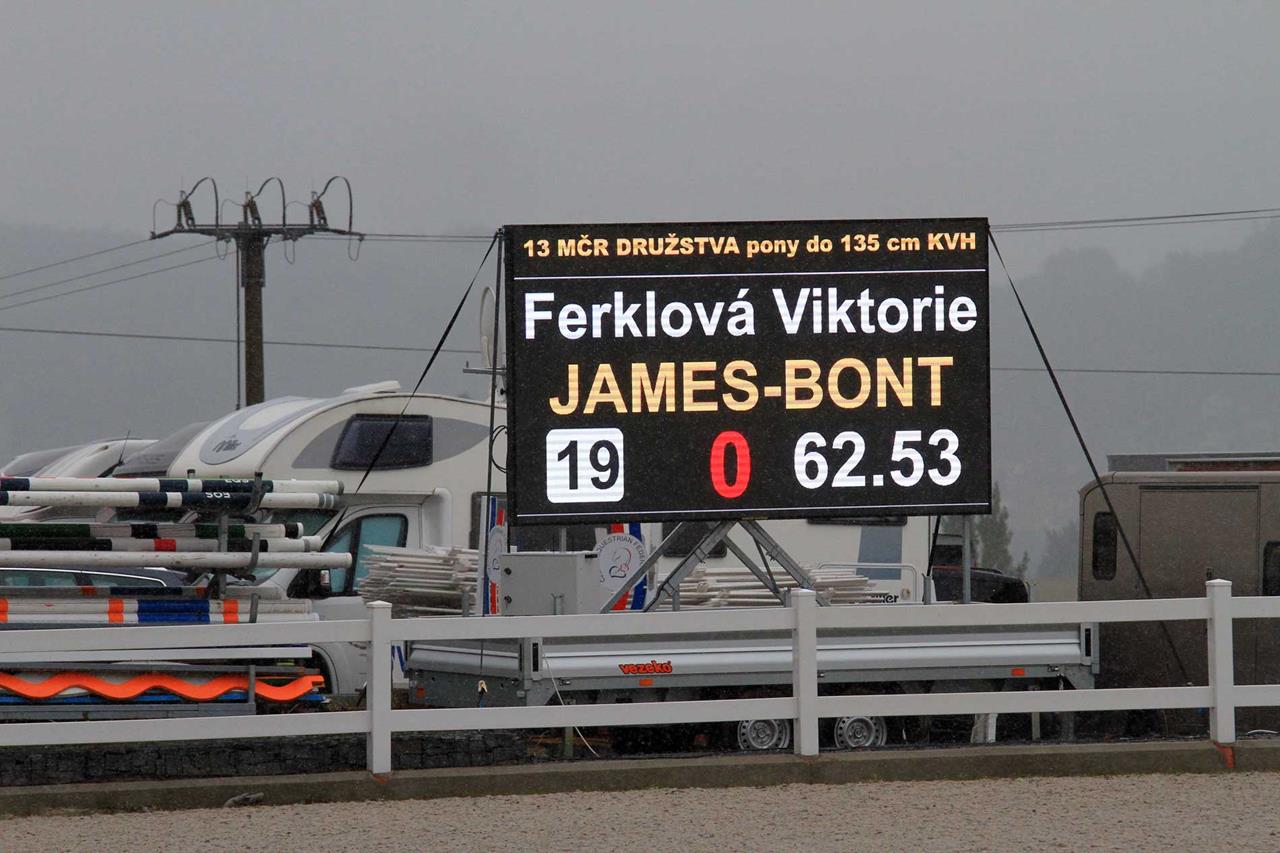 13 MČR DRUŽSTVA pony do 135 cm KVH
Ferklová Viktorie
JAMES-BONT
19 0 62.53
vezeko